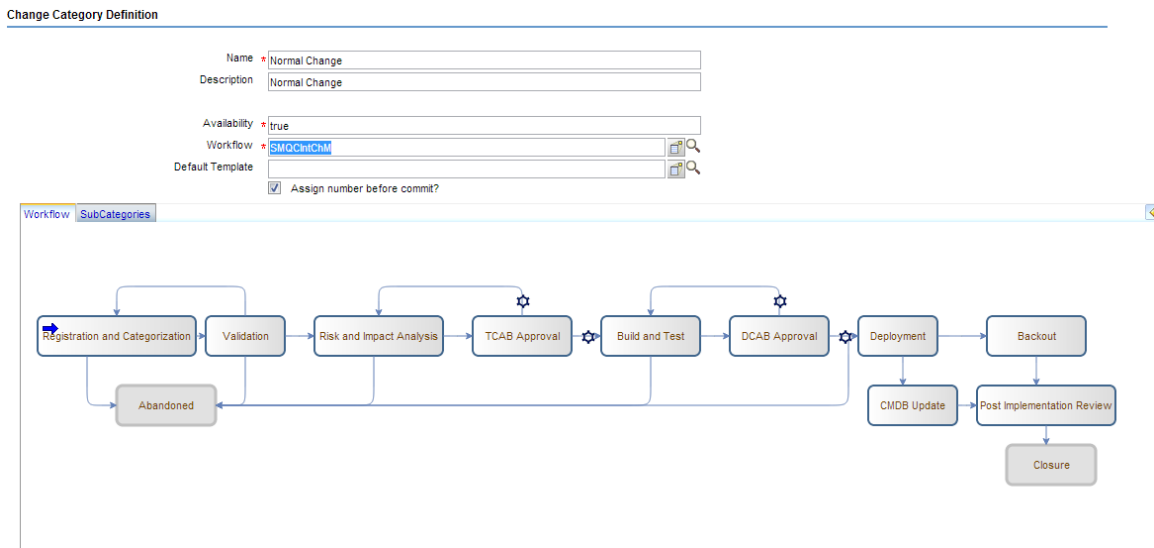 Change Category Definition
Name * Normal Change
Description Normal Change
Availability * true
Workflow * SMQCIntChM
Default Template
Assign number before commit?
Workflow SubCategories
Registration and Categorization
Validation
Risk and Impact Analysis
TCAB Approval
Build and Test
DCAB Approval
Deployment
Backout
Abandoned
CMDB Update
Post Implementation Review
Closure